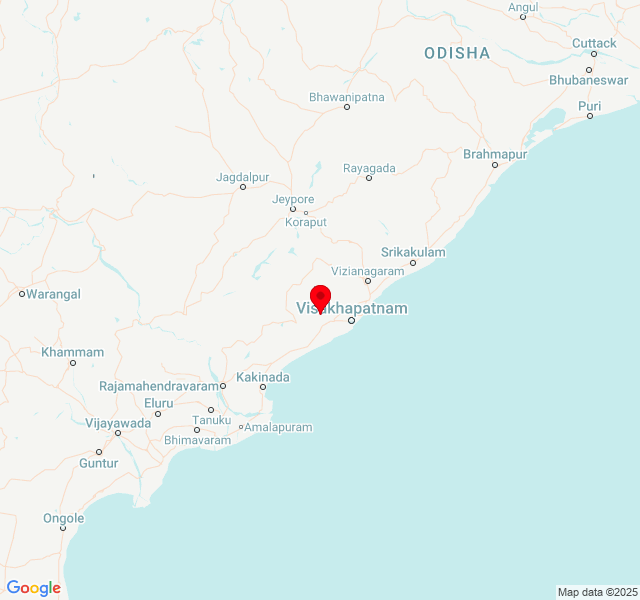 Angul
Cuttack
ODISHA
Bhubaneswar
Bhawanipatna
Puri
Brahmapur
Rayagada
Jagdalpur
Jeypore
Koraput
Srikakulam
Vizianagaram
Warangal
Visakhapatnam
Khammam
Kakinada
Rajamahendravaram
Eluru
Tanuku
Vijayawada
Amalapuram
Bhimavaram
Guntur
Ongole
Google
Map data ©2025